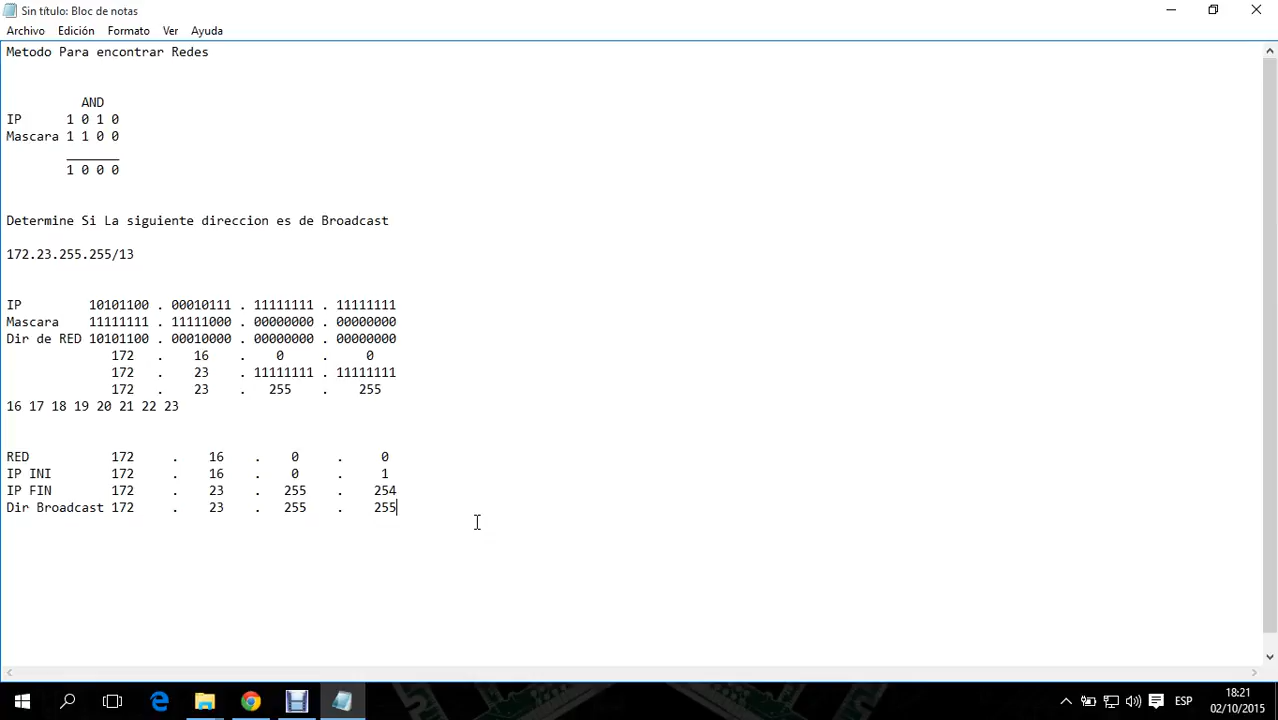 Sin título: Bloc de notas
Archivo Edición Formato Ver Ayuda
Metodo Para encontrar Redes
AND
IP 1 0 1 0
Mascara 1 1 0 0
_______
1 0 0 0
Determine Si La siguiente direccion es de Broadcast
172.23.255.255/13
IP 10101100 . 00010111 . 11111111 . 11111111
Mascara 11111111 . 11111000 . 00000000 . 00000000
Dir de RED 10101100 . 00010000 . 00000000 . 00000000
172 . 16 . 0 . 0
172 . 23 . 11111111 . 11111111
172 . 23 . 255 . 255
16 17 18 19 20 21 22 23
RED 172 . 16 . 0 . 0
IP INI 172 . 16 . 0 . 1
IP FIN 172 . 23 . 255 . 254
Dir Broadcast 172 . 23 . 255 . 255
ESP
18:21
02/10/2015